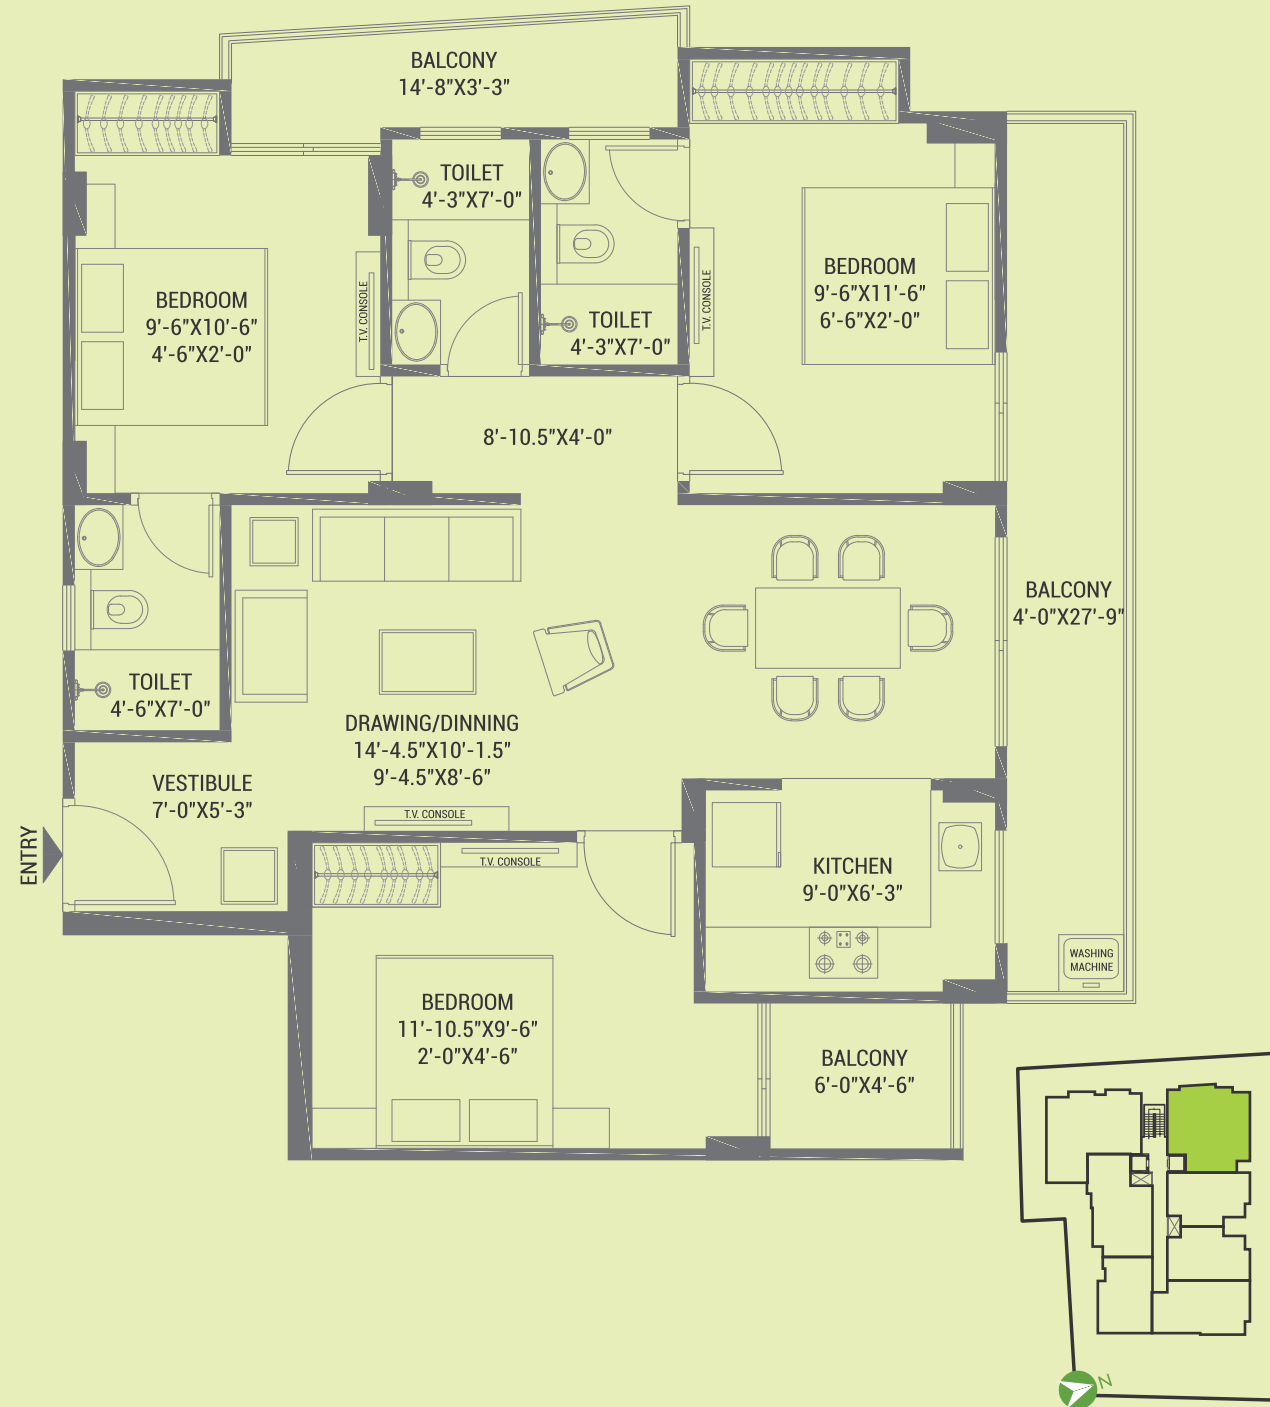 BALCONY
14'-8"X3'-3"
TOILET
4'-3"X7'-0"
BEDROOM
9'-6"X10'-6"
4'-6"X2'-0"
T.V. CONSOLE
TOILET
4'-3"X7'-0"
T.V. CONSOLE
BEDROOM
9'-6"X11'-6"
6'-6"X2'-0"
8'-10.5"X4'-0"
BALCONY
4'-0"X27'-9"
TOILET
4'-6"X7'-0"
DRAWING/DINNING
14'-4.5"X10'-1.5"
9'-4.5"X8'-6"
VESTIBULE
7'-0"X5'-3"
ENTRY
T.V. CONSOLE
T.V. CONSOLE
KITCHEN
9'-0"X6'-3"
WASHING
MACHINE
BEDROOM
11'-10.5"X9'-6"
2'-0"X4'-6"
BALCONY
6'-0"X4'-6"
N